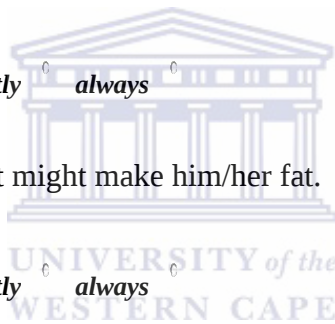 tly always
t might make him/her fat.
UNIVERSITY of the
tly always
WESTERN CAPE